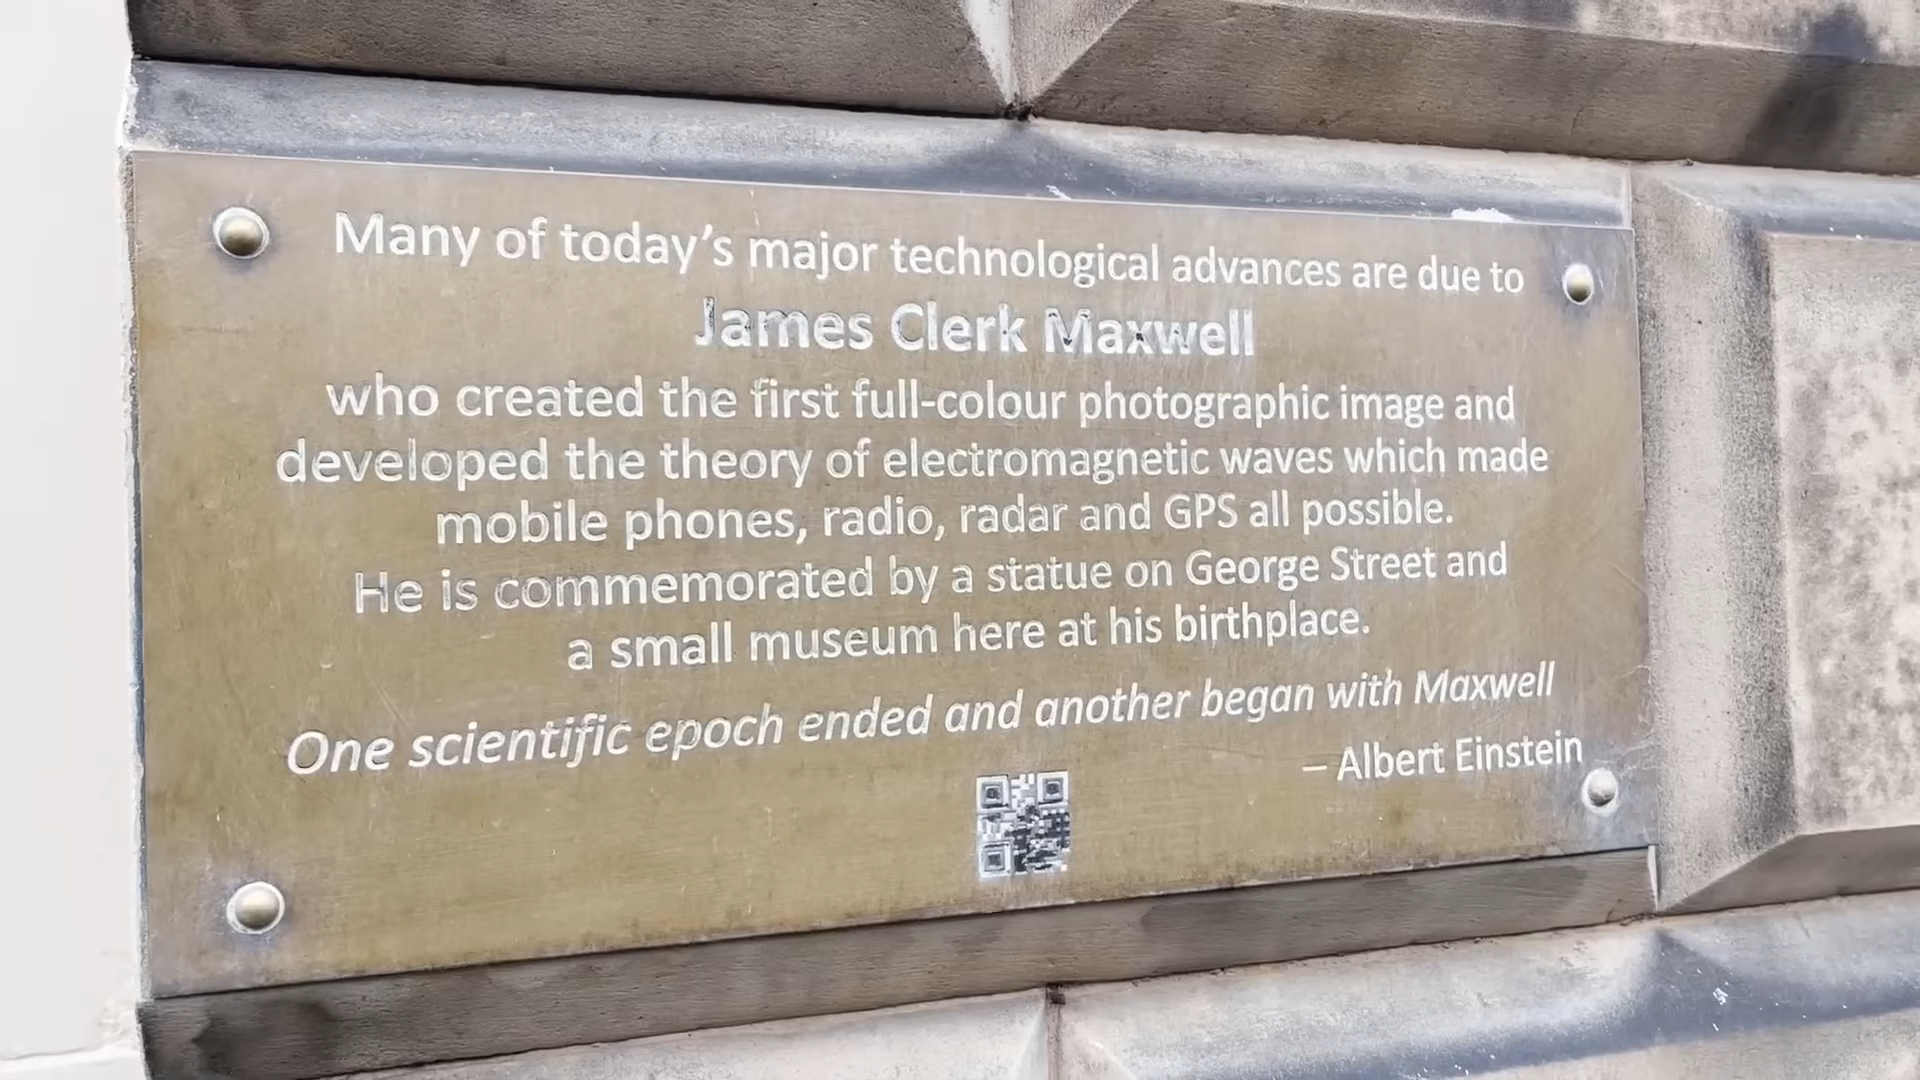 Many of today's major technological advances are due to
James Clerk Maxwell
who created the first full-colour photographic image and
developed the theory of electromagnetic waves which made
mobile phones, radio, radar and GPS all possible.
He is commemorated by a statue on George Street and
a small museum here at his birthplace.
One scientific epoch ended and another began with Maxwell
– Albert Einstein